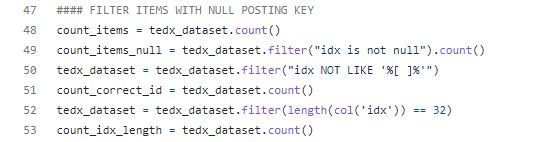 47 #### FILTER ITEMS WITH NULL POSTING KEY
48 count_items = tedx_dataset.count()
49 count_items_null = tedx_dataset.filter("idx is not null").count()
50 tedx_dataset = tedx_dataset.filter("idx NOT LIKE '%[ ]%'")
51 count_correct_id = tedx_dataset.count()
52 tedx_dataset = tedx_dataset.filter(length(col('idx')) == 32)
53 count_idx_length = tedx_dataset.count()